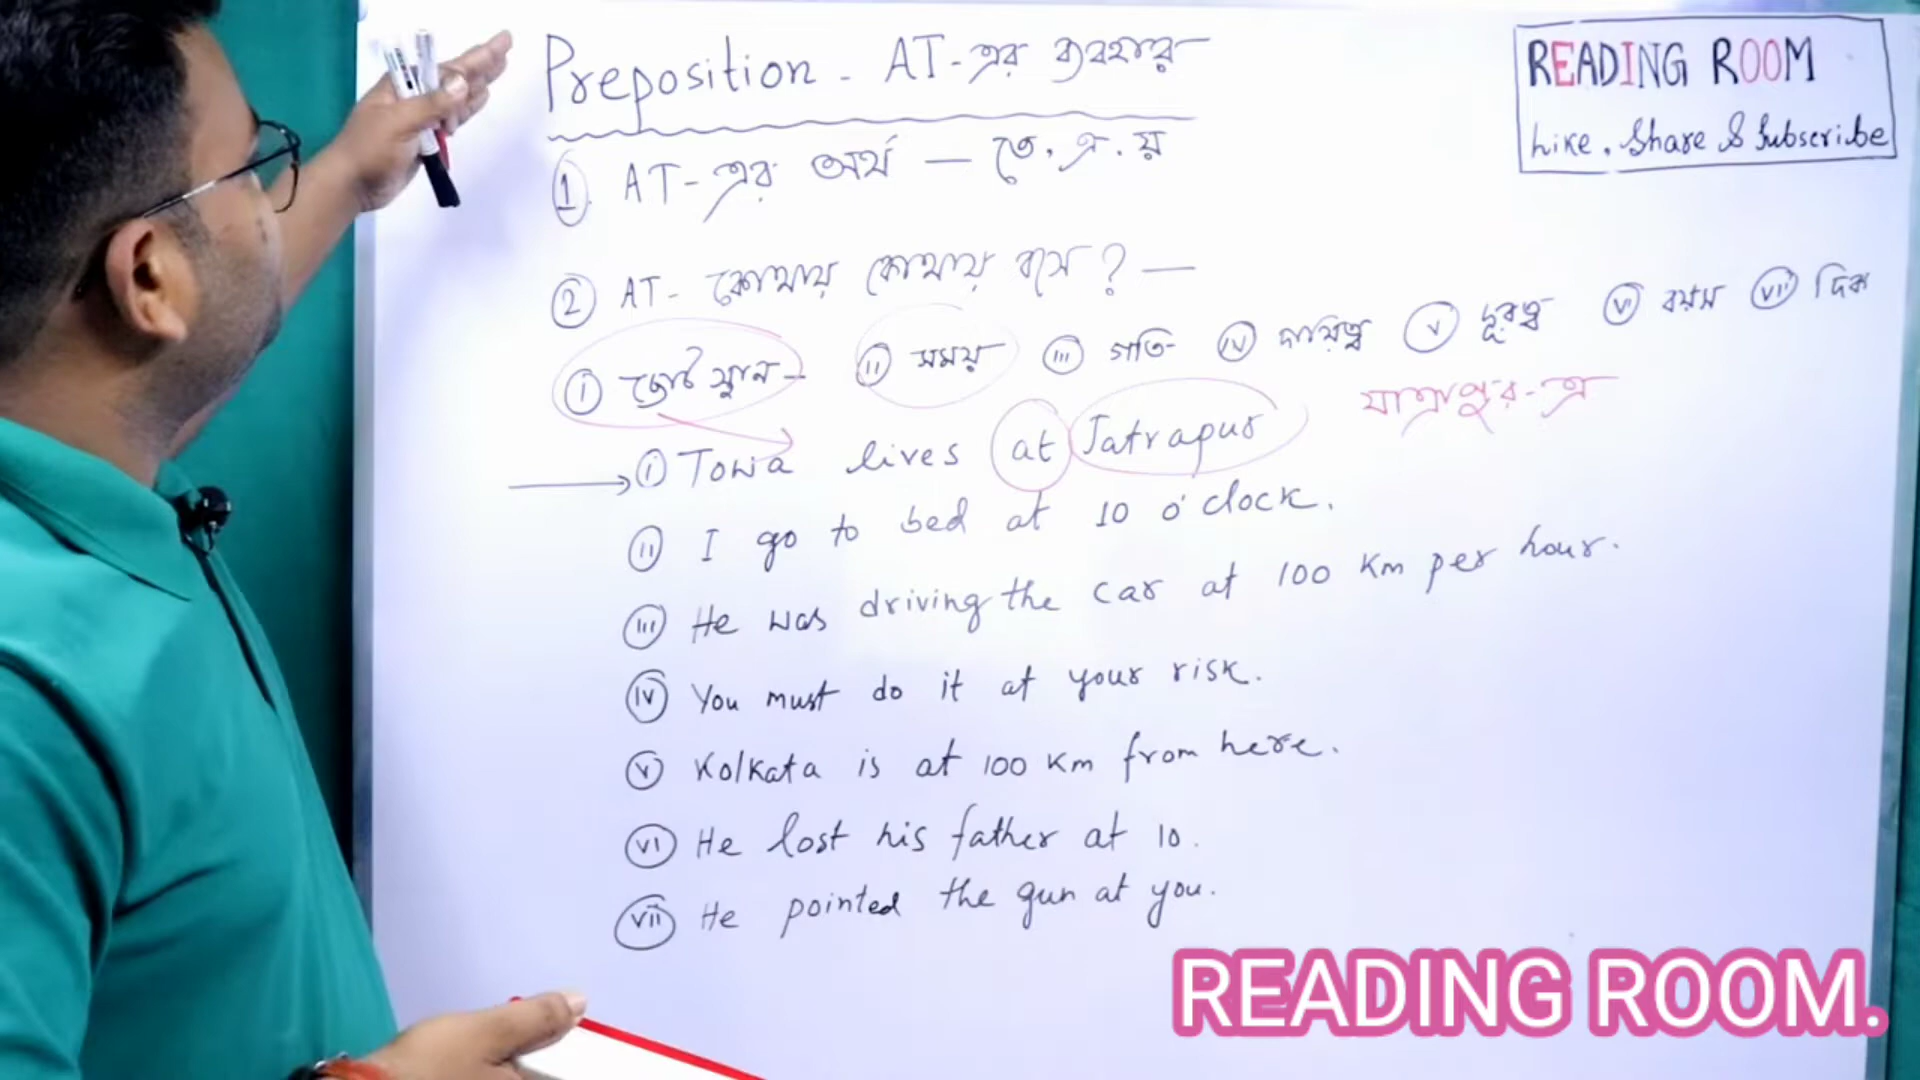 Preposition - AT-এর ব্যবহার
READING ROOM
Like, Share & Subscribe
① AT-এর অর্থ — তে, এ, য়
② AT- কোথায় কোথায় বসে? —
ⓘ ছোট স্থান - ⅱ সময় ⅲ গতি ⅳ দায়িত্ব ⅴ দূরত্ব ⅵ বয়স ⅶ দিক
যাত্রাপুর-এ
→ ⅰ Towa lives at Jatrapur
ⅱ I go to bed at 10 o'clock.
ⅲ He was driving the car at 100 Km per hour.
ⅳ You must do it at your risk.
ⅴ Kolkata is at 100 Km from here.
ⅵ He lost his father at 10.
ⅶ He pointed the gun at you.
READING ROOM.